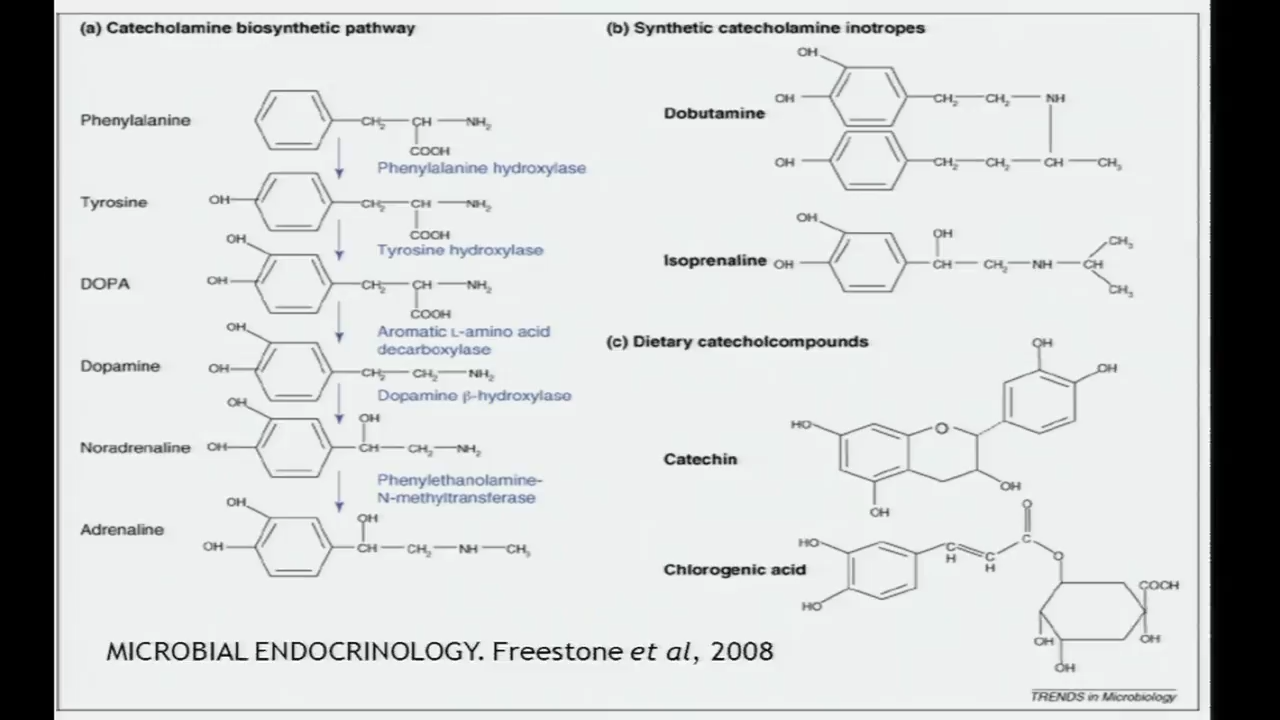 (a) Catecholamine biosynthetic pathway
Phenylalanine
CH2 CH NH2
COOH
Phenylalanine hydroxylase
Tyrosine
OH CH2 CH NH2
COOH
Tyrosine hydroxylase
OH
DOPA
OH CH2 CH NH2
COOH
Aromatic L-amino acid
decarboxylase
OH
Dopamine
OH CH2 CH2 NH2
Dopamine β-hydroxylase
OH
OH
Noradrenaline
OH CH CH2 NH2
Phenylethanolamine-
N-methyltransferase
OH
OH
Adrenaline
OH CH CH2 NH CH3
(b) Synthetic catecholamine inotropes
OH
OH CH2 CH2 NH
Dobutamine
OH CH2 CH2 CH CH3
OH
OH
CH3
Isoprenaline
OH CH CH2 NH CH
CH3
(c) Dietary catecholcompounds
OH
OH
HO
O
Catechin
OH
OH
O
HO
C
C
H
C
H
O
Chlorogenic acid
HO
COOH
OH
OH
OH
MICROBIAL ENDOCRINOLOGY. Freestone et al, 2008
TRENDS in Microbiology